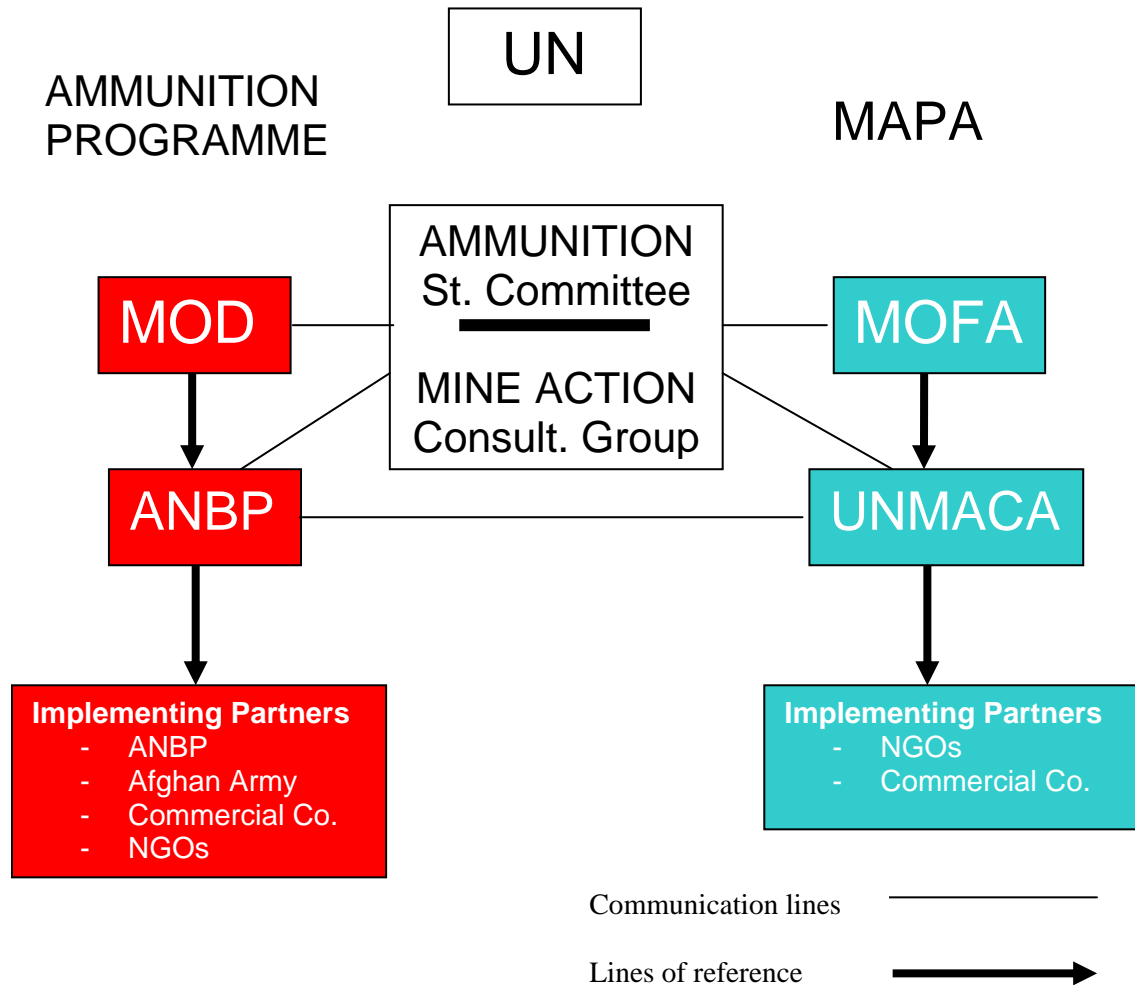 UN
AMMUNITION
PROGRAMME
MAPA
AMMUNITION
St. Committee
MINE ACTION
Consult. Group
MOD
MOFA
ANBP
UNMACA
Implementing Partners
- ANBP
- Afghan Army
- Commercial Co.
- NGOs
Implementing Partners
- NGOs
- Commercial Co.
Communication lines
Lines of reference